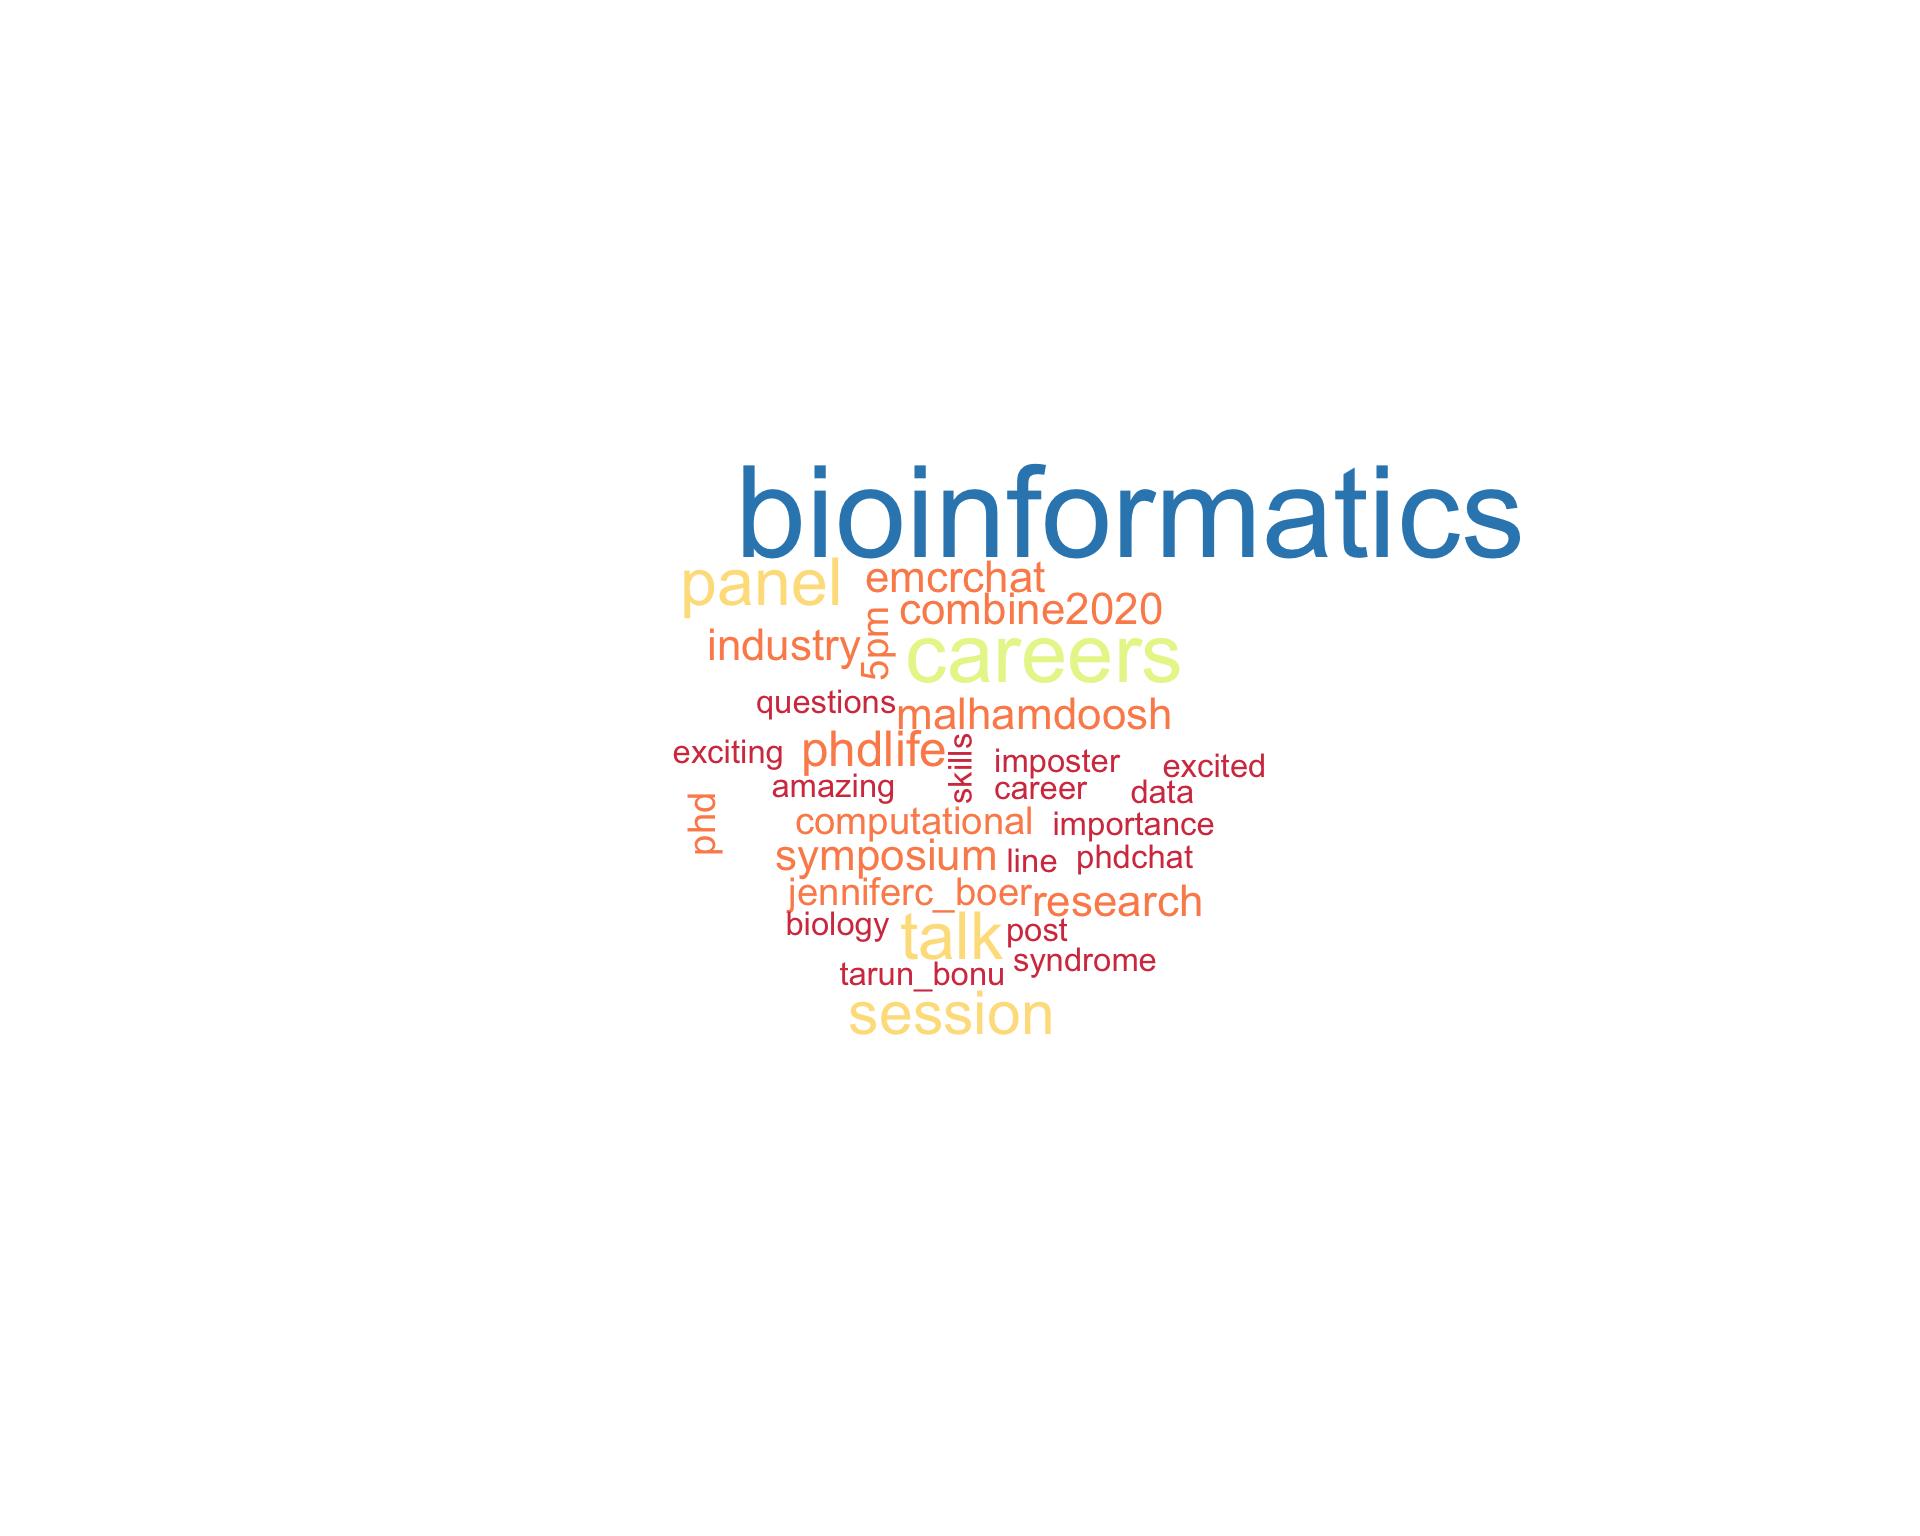 bioinformatics
panel
emcrchat
combine2020
industry
5pm
careers
questions
malhamdoosh
exciting
phdlife
skills
imposter
excited
amazing
career
data
phd
computational
importance
symposium
line
phdchat
jenniferc_boer
research
biology
talk
post
tarun_bonu
syndrome
session